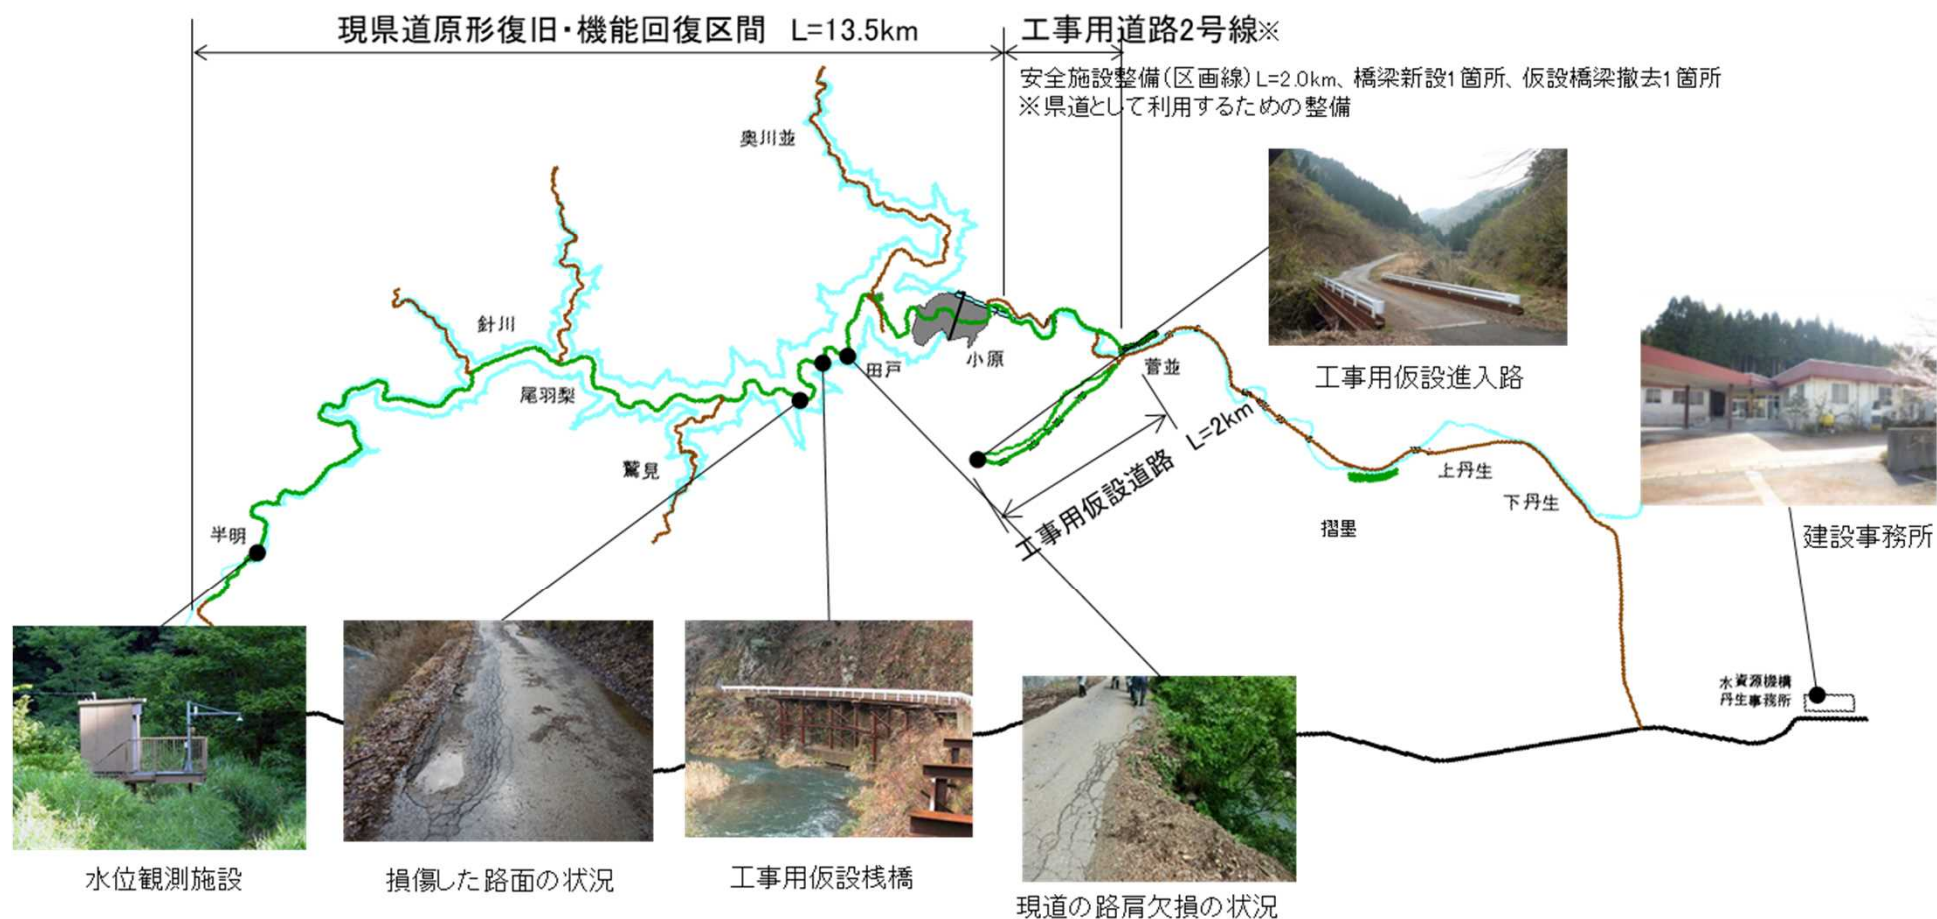 現県道原形復旧・機能回復区間 L=13.5km
工事用道路2号線※
安全施設整備(区画線)L=2.0km、橋梁新設1箇所、仮設橋梁撤去1箇所
※県道として利用するための整備
奥川並
針川
尾羽梨
鷲見
半明
田戸
小原
菅並
工事用仮設道路 L=2km
摺墨
上丹生
下丹生
工事用仮設進入路
建設事務所
水資源機構
丹生事務所
水位観測施設
損傷した路面の状況
工事用仮設桟橋
現道の路肩欠損の状況